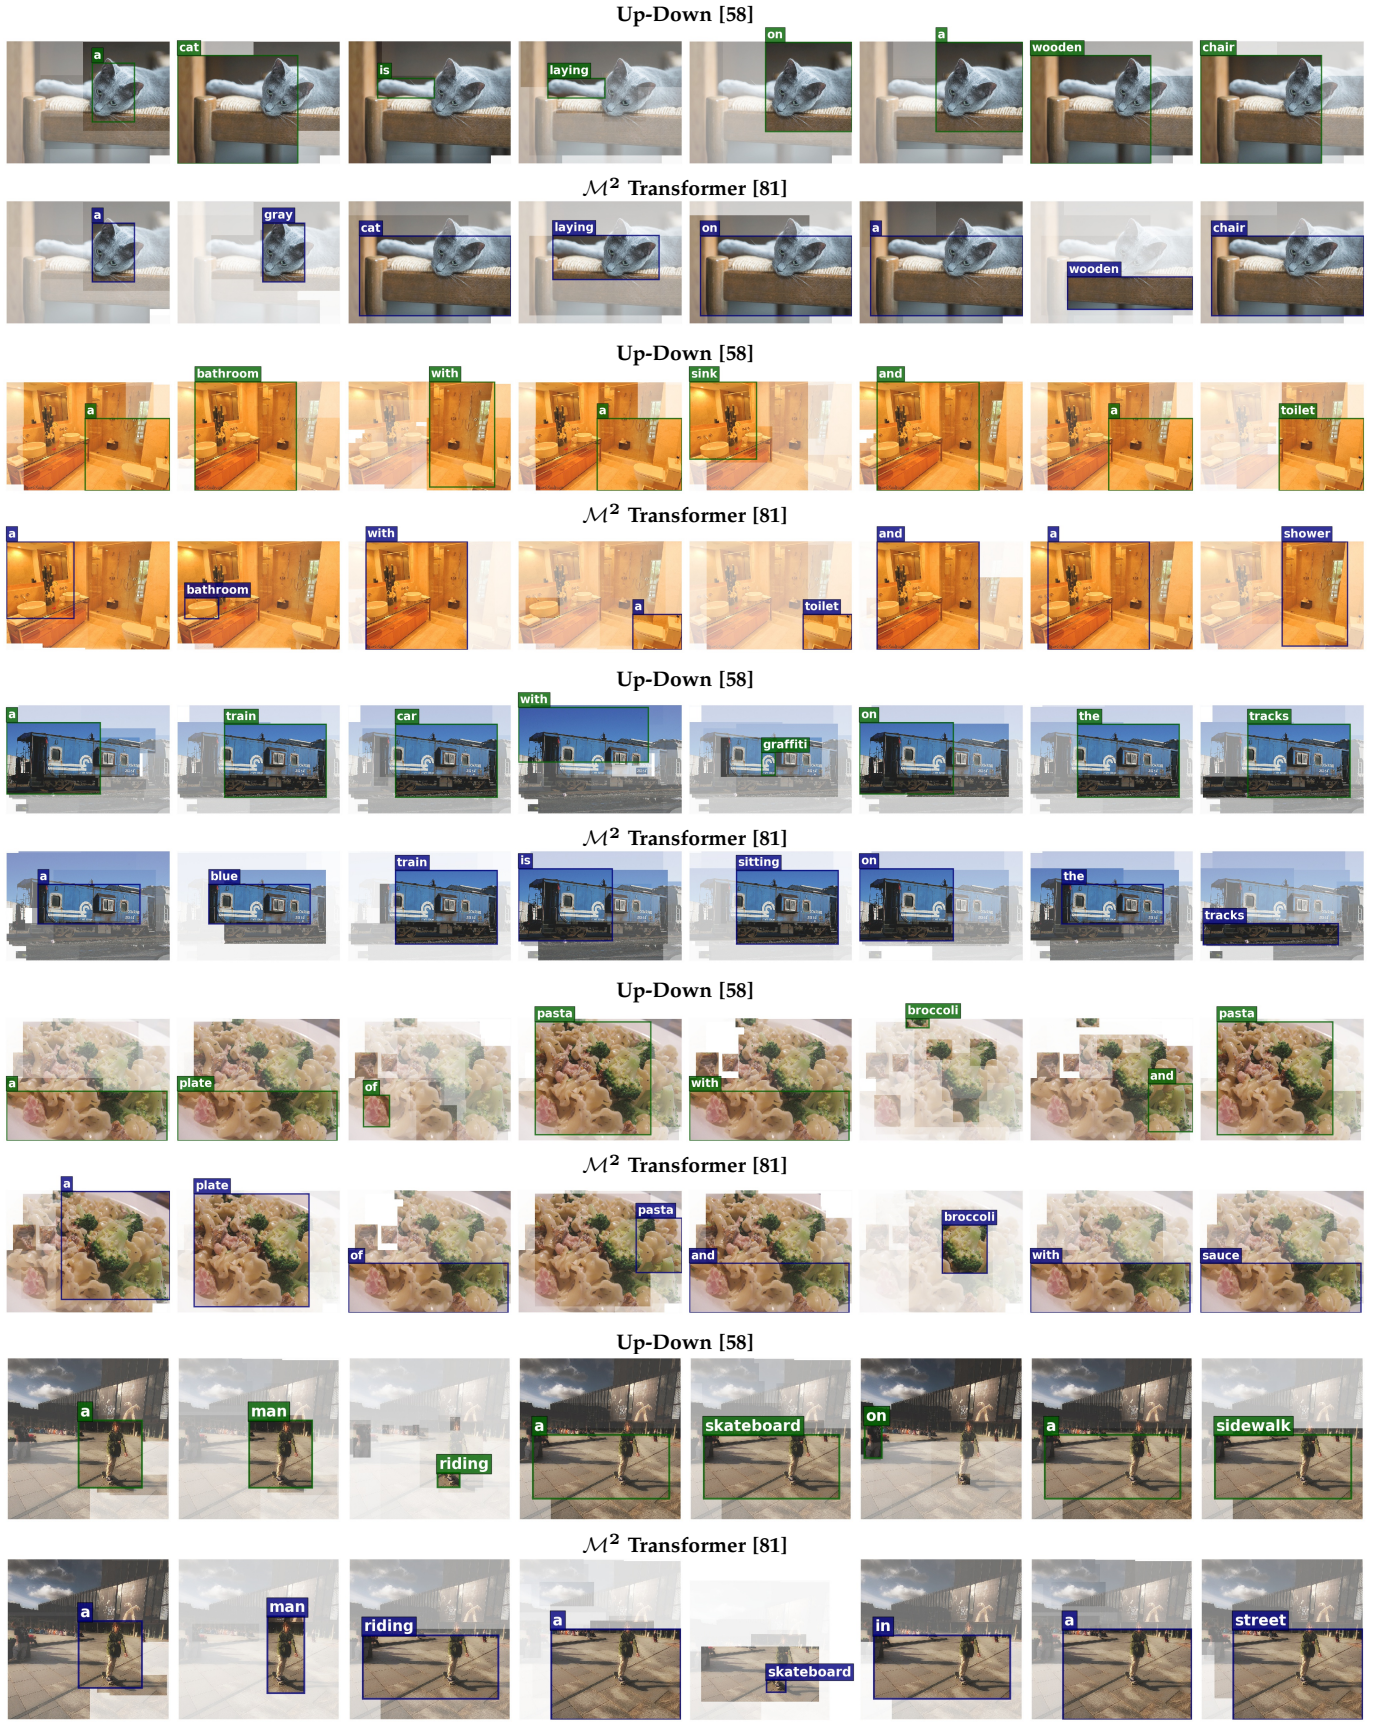 Up-Down [58]
a cat is laying on a wooden chair
ℳ² Transformer [81]
a gray cat laying on a wooden chair
Up-Down [58]
a bathroom with a sink and a toilet
ℳ² Transformer [81]
a bathroom with a toilet and a shower
Up-Down [58]
a train car with graffiti on the tracks
ℳ² Transformer [81]
a blue train is sitting on the tracks
Up-Down [58]
a plate of pasta with broccoli and pasta
ℳ² Transformer [81]
a plate of pasta and broccoli with sauce
Up-Down [58]
a man riding a skateboard on a sidewalk
ℳ² Transformer [81]
a man riding a skateboard in a street